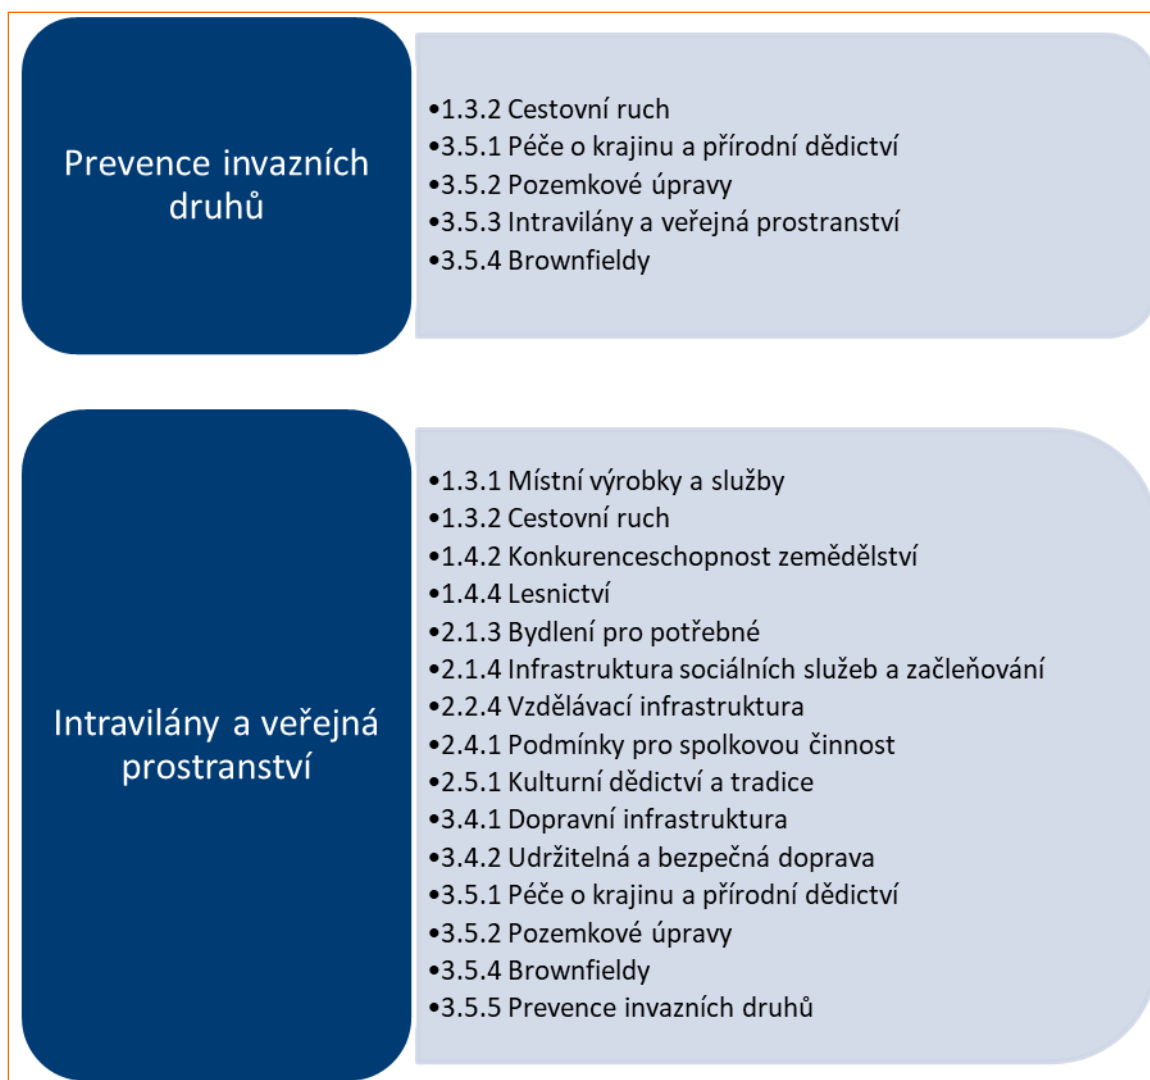 Prevence invazních
druhů
•1.3.2 Cestovní ruch
•3.5.1 Péče o krajinu a přírodní dědictví
•3.5.2 Pozemkové úpravy
•3.5.3 Intravilány a veřejná prostranství
•3.5.4 Brownfieldy
Intravilány a veřejná
prostranství
•1.3.1 Místní výrobky a služby
•1.3.2 Cestovní ruch
•1.4.2 Konkurenceschopnost zemědělství
•1.4.4 Lesnictví
•2.1.3 Bydlení pro potřebné
•2.1.4 Infrastruktura sociálních služeb a začleňování
•2.2.4 Vzdělávací infrastruktura
•2.4.1 Podmínky pro spolkovou činnost
•2.5.1 Kulturní dědictví a tradice
•3.4.1 Dopravní infrastruktura
•3.4.2 Udržitelná a bezpečná doprava
•3.5.1 Péče o krajinu a přírodní dědictví
•3.5.2 Pozemkové úpravy
•3.5.4 Brownfieldy
•3.5.5 Prevence invazních druhů